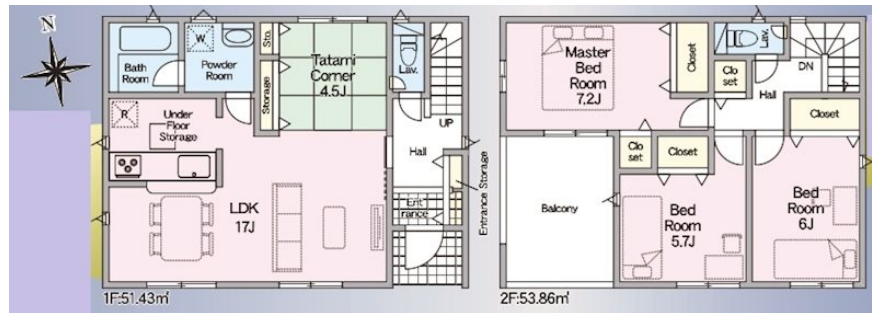 N
Bath
Room
W
Powder
Room
Sto.
Storage
Tatami
Corner
4.5J
Lav.
UP
Hall
R
Under
Floor
Storage
LDK
17J
Ent
rance
Entrance Storage
1F:51.43㎡
Master
Bed
Room
7.2J
Closet
Lav.
DN
Clo
set
Hall
Closet
Clo
set
Closet
Balcony
Bed
Room
5.7J
Bed
Room
6J
2F:53.86㎡